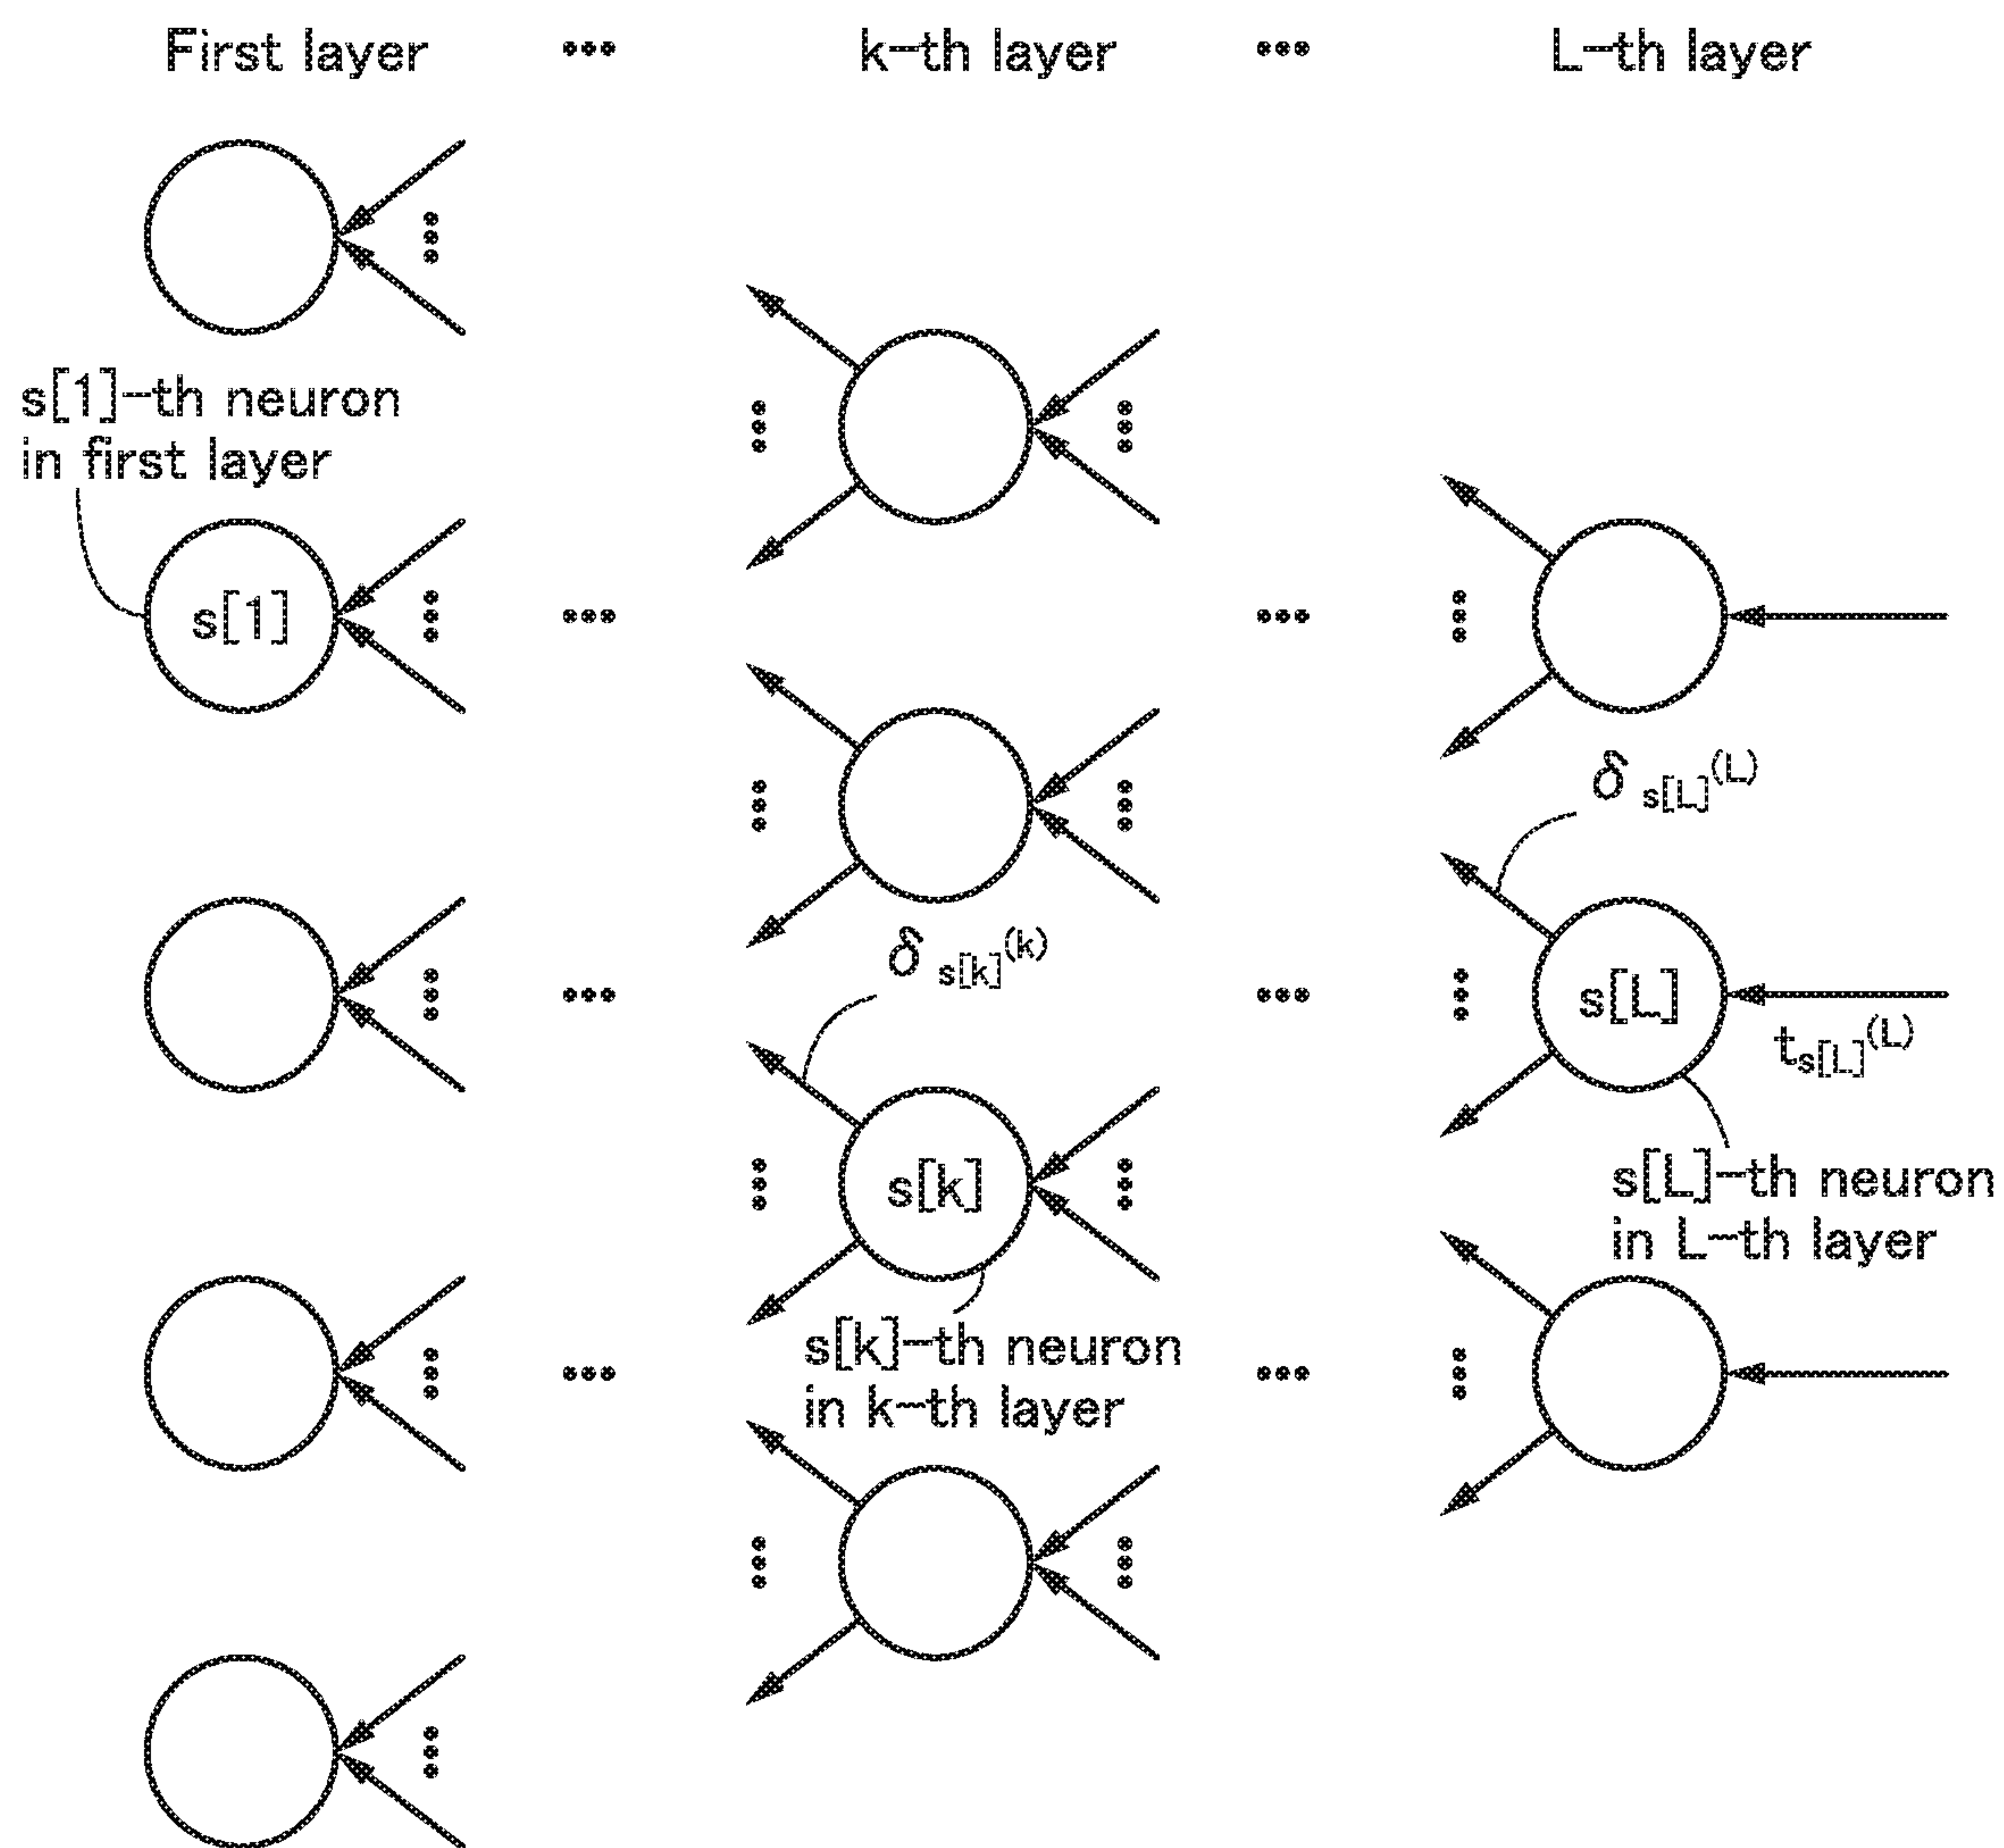 First layer ••• k-th layer ••• L-th layer
s[1]-th neuron
in first layer
s[1]
δ s[L](L)
δ s[k](k)
s[L]
ts[L](L)
s[k]
s[L]-th neuron
in L-th layer
s[k]-th neuron
in k-th layer